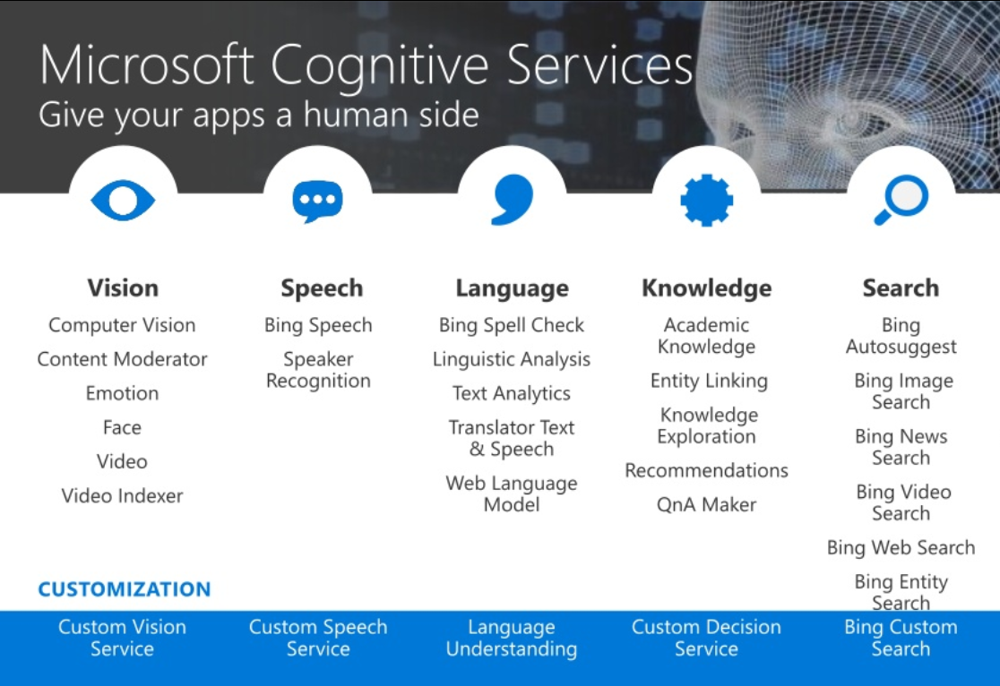 Microsoft Cognitive Services
Give your apps a human side
Vision
Computer Vision
Content Moderator
Emotion
Face
Video
Video Indexer
Speech
Bing Speech
Speaker
Recognition
Language
Bing Spell Check
Linguistic Analysis
Text Analytics
Translator Text
& Speech
Web Language
Model
Knowledge
Academic
Knowledge
Entity Linking
Knowledge
Exploration
Recommendations
QnA Maker
Search
Bing
Autosuggest
Bing Image
Search
Bing News
Search
Bing Video
Search
Bing Web Search
Bing Entity
Search
CUSTOMIZATION
Custom Vision
Service
Custom Speech
Service
Language
Understanding
Custom Decision
Service
Bing Custom
Search